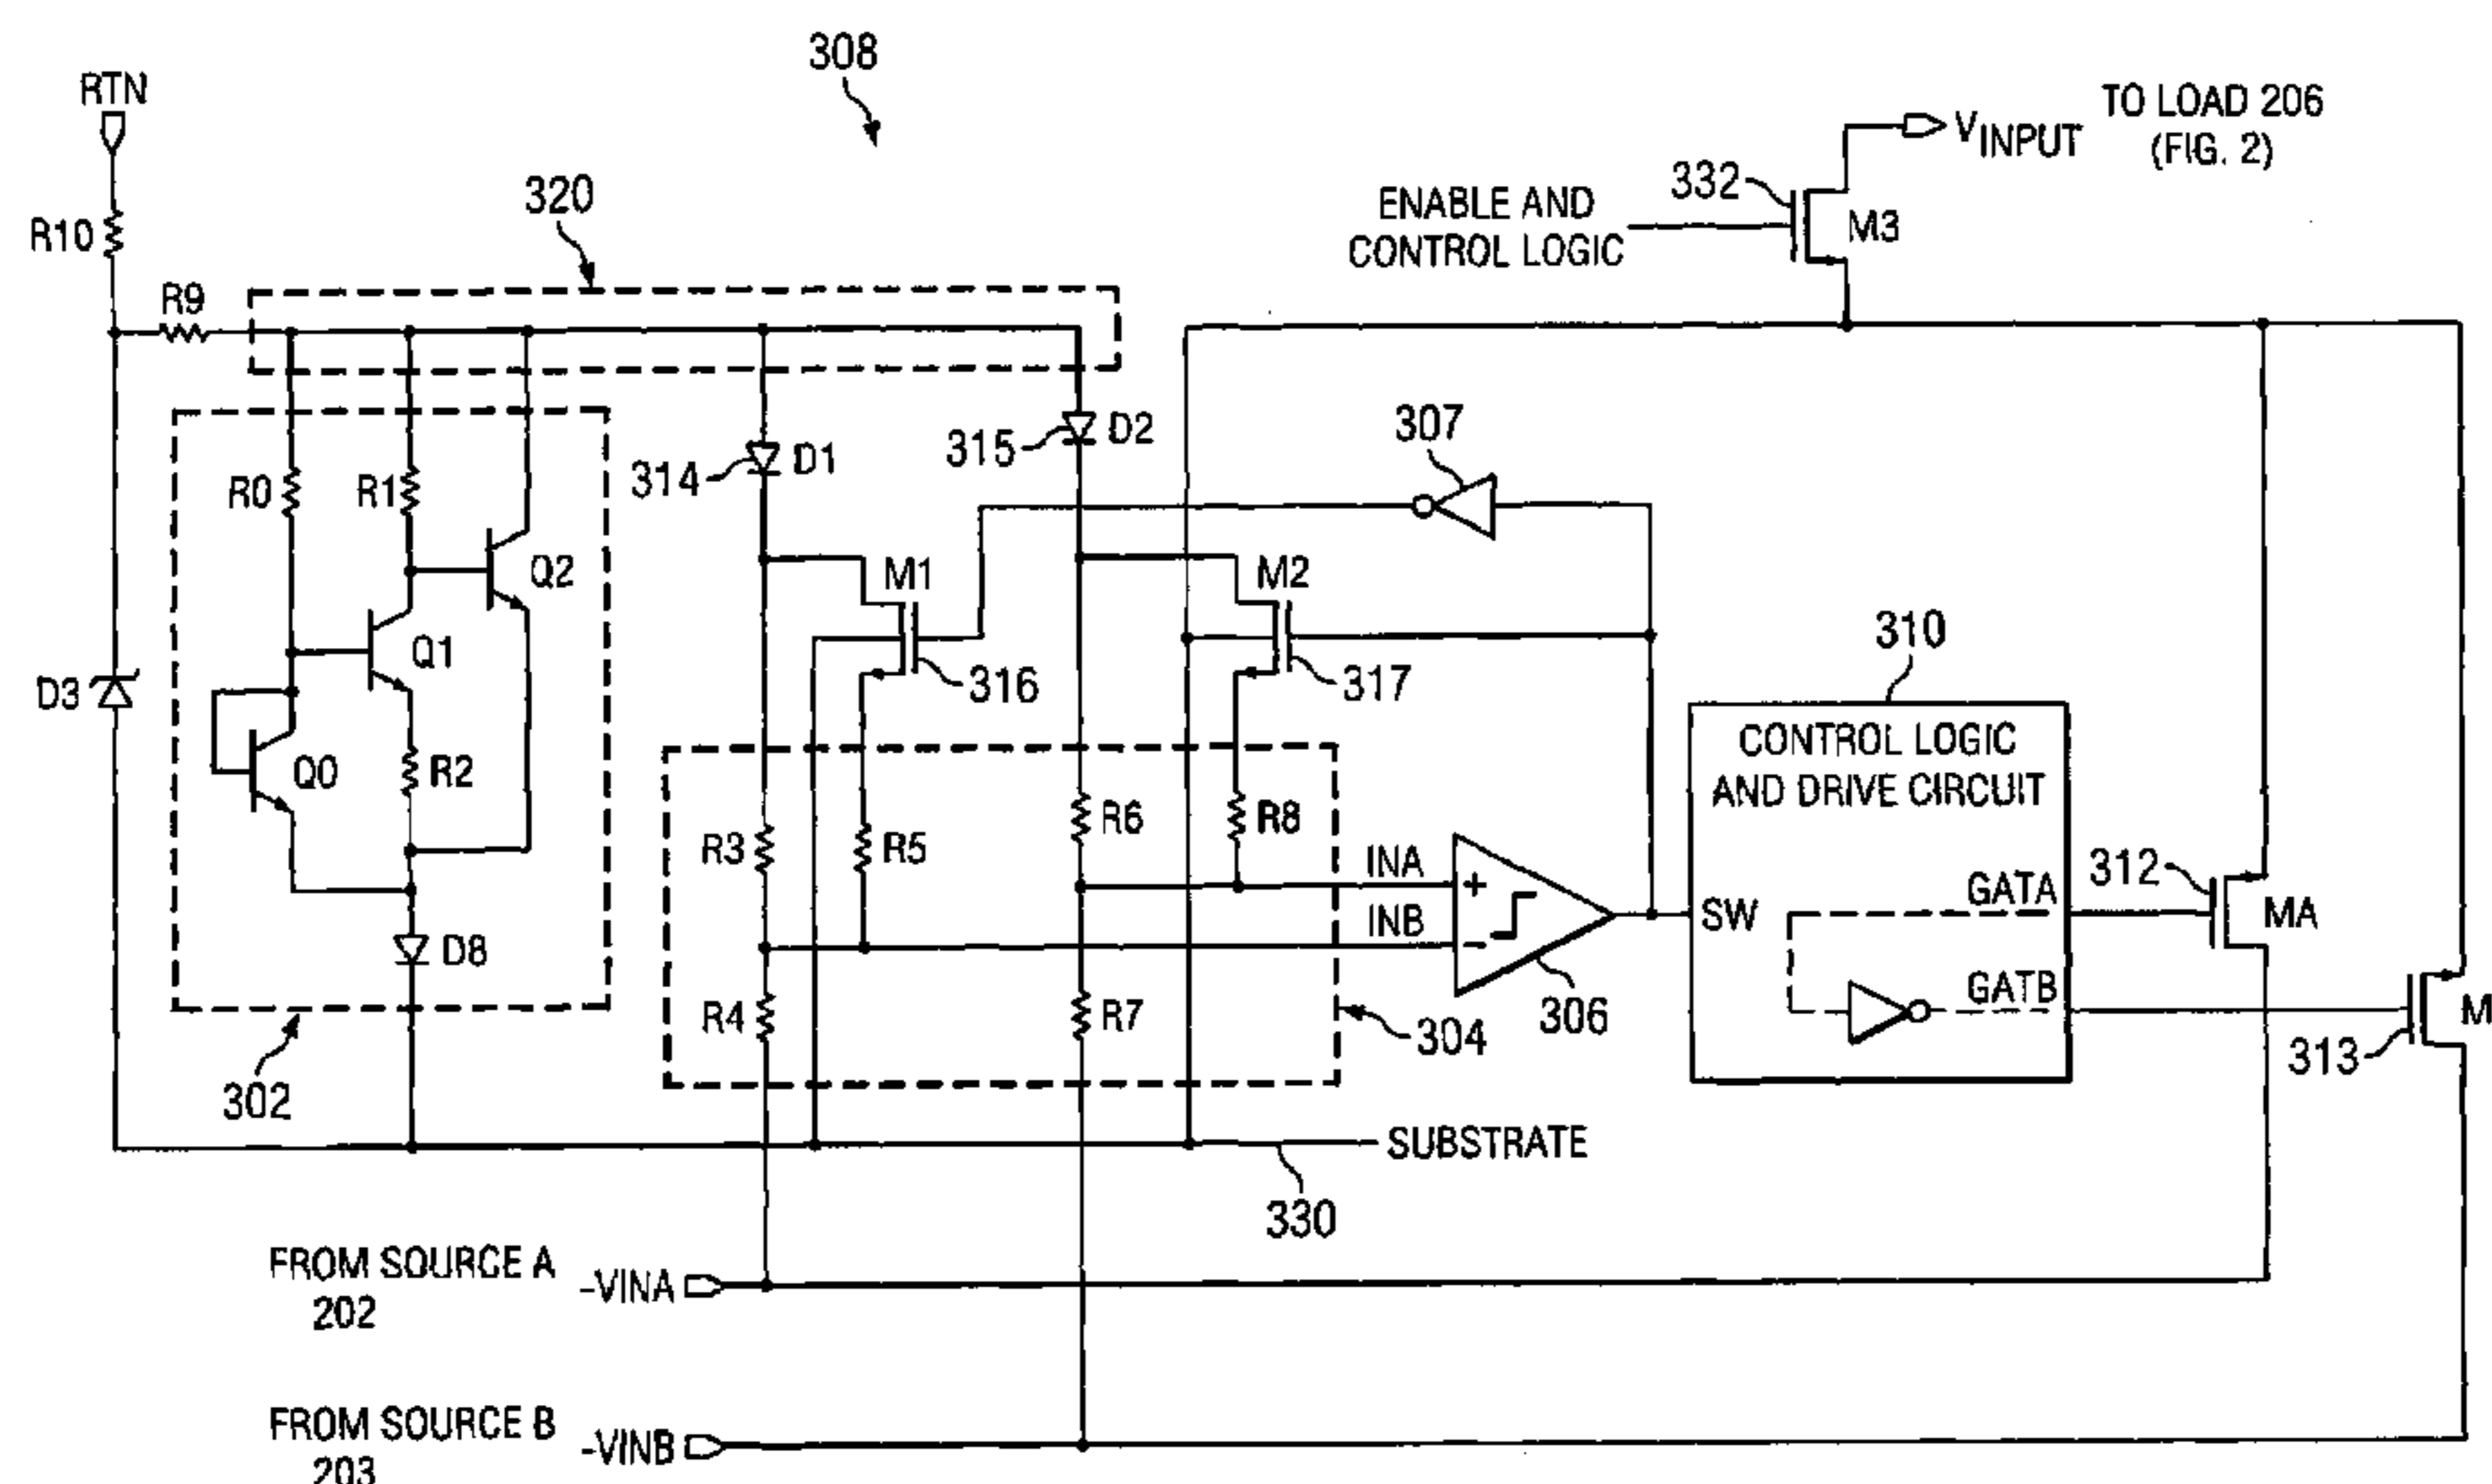 308
RTN
TO LOAD 206
(FIG. 2)
VINPUT
332
320
ENABLE AND
CONTROL LOGIC
M3
R10
R9
307
D2
315
314
D1
R0
R1
Q2
M1
M2
310
Q1
316
317
D3
CONTROL LOGIC
AND DRIVE CIRCUIT
Q0
R2
R6
R8
R3
R5
INA
+
312
GATA
INB
-
SW
MA
D8
GATB
R4
R7
304
306
M
313
302
SUBSTRATE
330
FROM SOURCE A
202
-VINA
FROM SOURCE B
203
-VINB